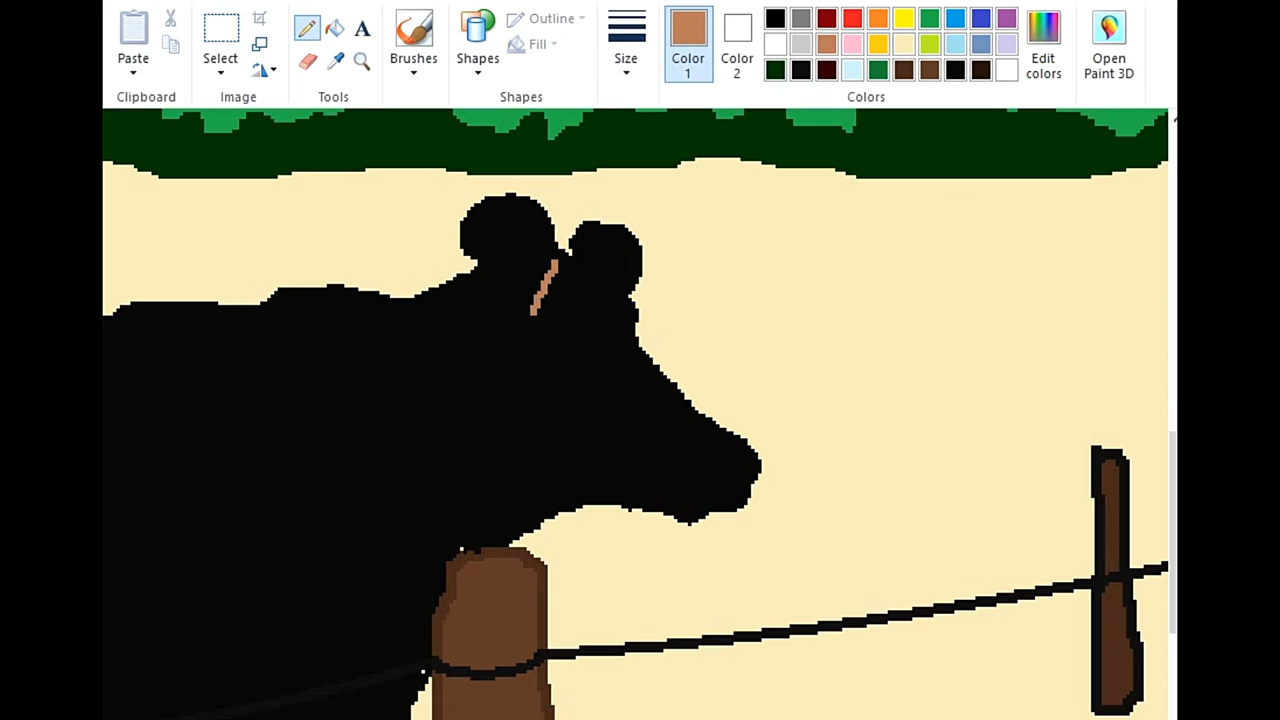 Paste
Select
Outline
Fill
Brushes
Shapes
Size
Color
1
Color
2
Edit
colors
Open
Paint 3D
Clipboard
Image
Tools
Shapes
Colors
A